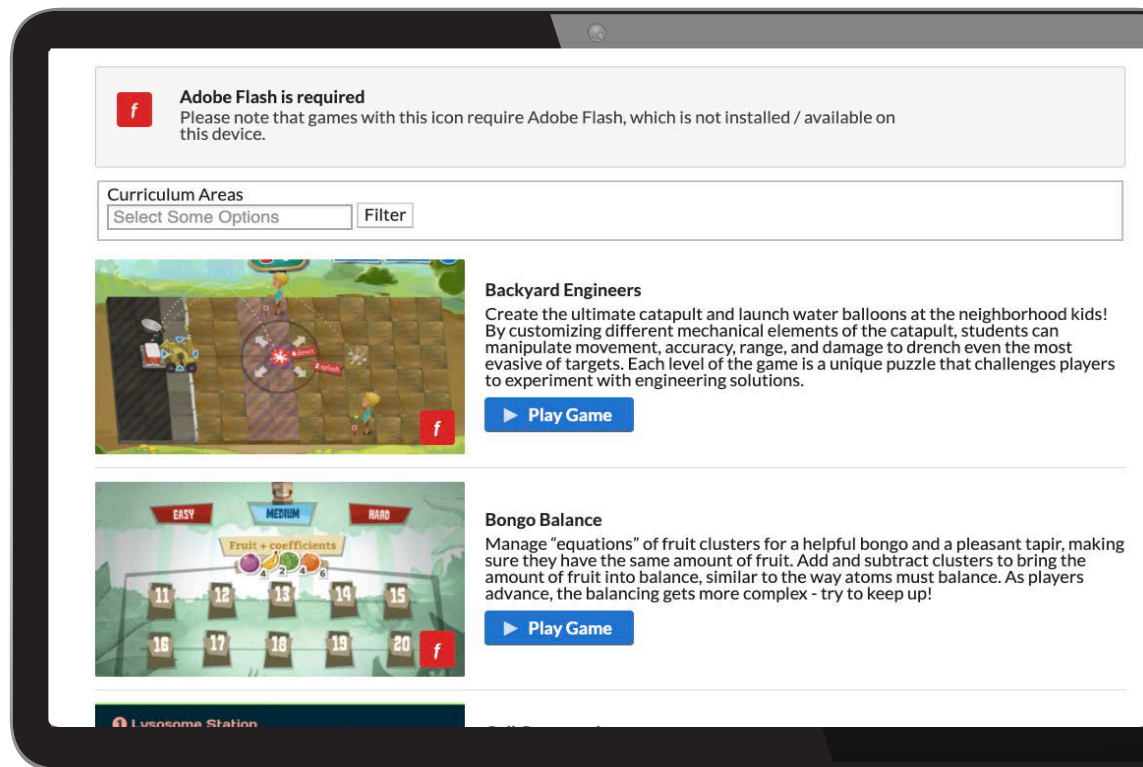 f
Adobe Flash is required
Please note that games with this icon require Adobe Flash, which is not installed / available on
this device.
Curriculum Areas
Select Some Options
Filter
Backyard Engineers
Create the ultimate catapult and launch water balloons at the neighborhood kids!
By customizing different mechanical elements of the catapult, students can
manipulate movement, accuracy, range, and damage to drench even the most
evasive of targets. Each level of the game is a unique puzzle that challenges players
to experiment with engineering solutions.
direct
2 splash
f
Play Game
EASY
MEDIUM
HARD
Fruit + coefficients
4 2 4 6
11 12 13 14 15
16 17 18 19 20
f
Bongo Balance
Manage “equations” of fruit clusters for a helpful bongo and a pleasant tapir, making
sure they have the same amount of fruit. Add and subtract clusters to bring the
amount of fruit into balance, similar to the way atoms must balance. As players
advance, the balancing gets more complex - try to keep up!
Play Game
1 Lysosome Station